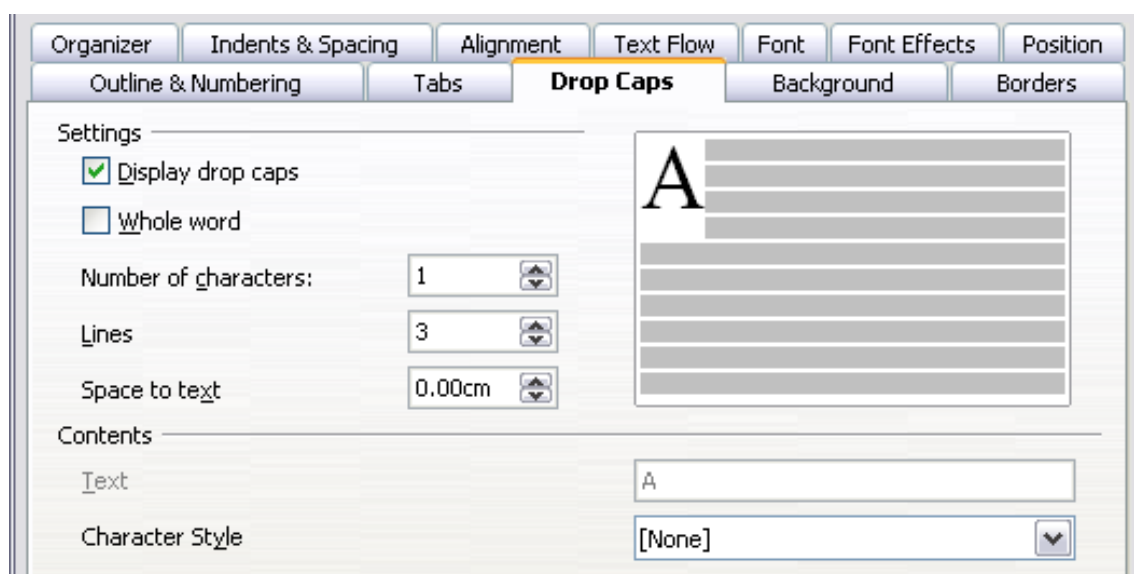 Organizer Indents & Spacing Alignment Text Flow Font Font Effects Position
Outline & Numbering Tabs Drop Caps Background Borders
Settings
Display drop caps
Whole word
Number of characters: 1
Lines 3
Space to text 0.00cm
A
Contents
Text A
Character Style [None]